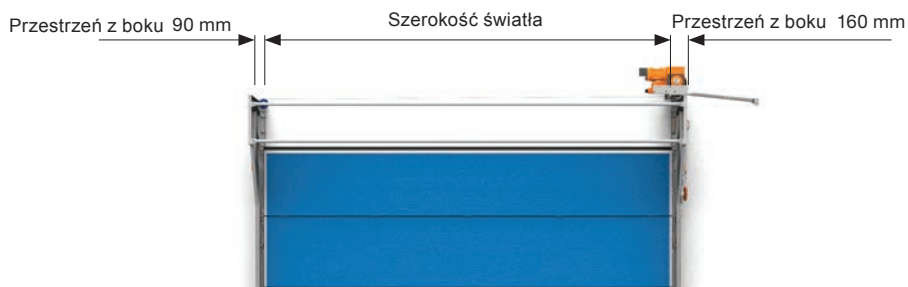 Przestrzeń z boku 90 mm
Szerokość światła
Przestrzeń z boku 160 mm